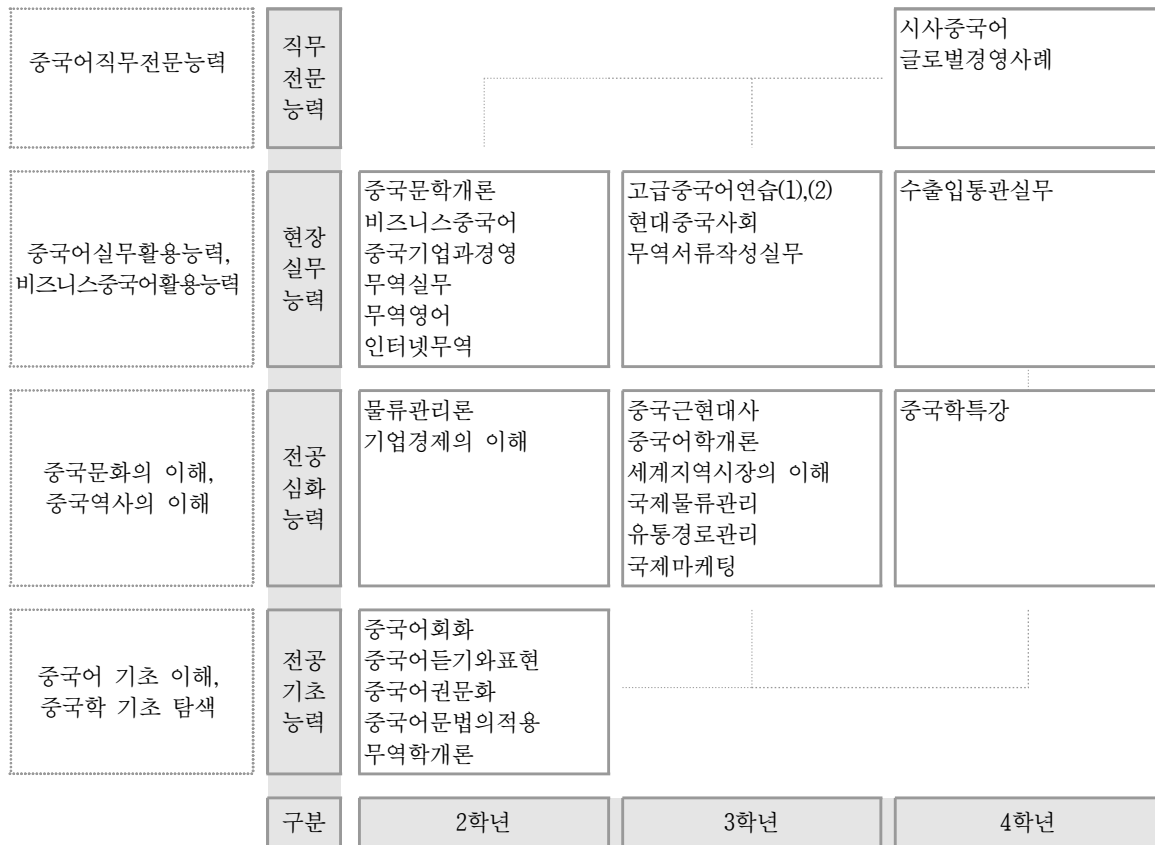 중국어직무전문능력
직무
전문
능력
시사중국어
글로벌경영사례
중국어실무활용능력,
비즈니스중국어활용능력
현장
실무
능력
중국문학개론
비즈니스중국어
중국기업과경영
무역실무
무역영어
인터넷무역
고급중국어연습(1),(2)
현대중국사회
무역서류작성실무
수출입통관실무
중국문화의 이해,
중국역사의 이해
전공
심화
능력
물류관리론
기업경제의 이해
중국근현대사
중국어학개론
세계지역시장의 이해
국제물류관리
유통경로관리
국제마케팅
중국학특강
중국어 기초 이해,
중국학 기초 탐색
전공
기초
능력
중국어회화
중국어듣기와표현
중국어권문화
중국어문법의적용
무역학개론
구분
2학년
3학년
4학년